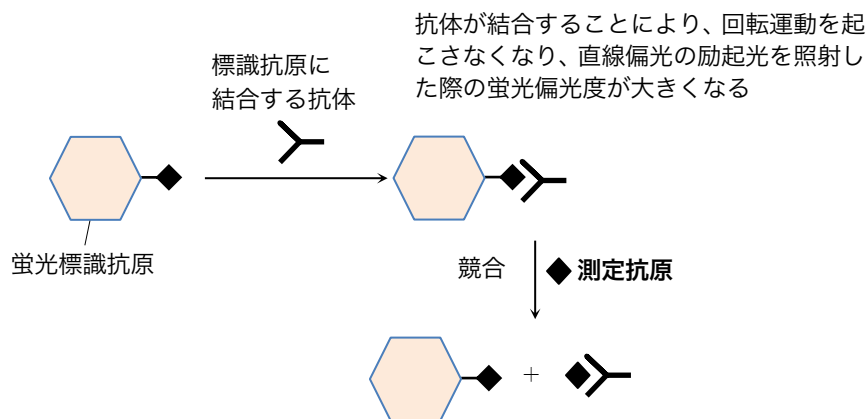 抗体が結合することにより、回転運動を起
こさなくなり、直線偏光の励起光を照射し
た際の蛍光偏光度が大きくなる
標識抗原に
結合する抗体
蛍光標識抗原
競合
測定抗原
+